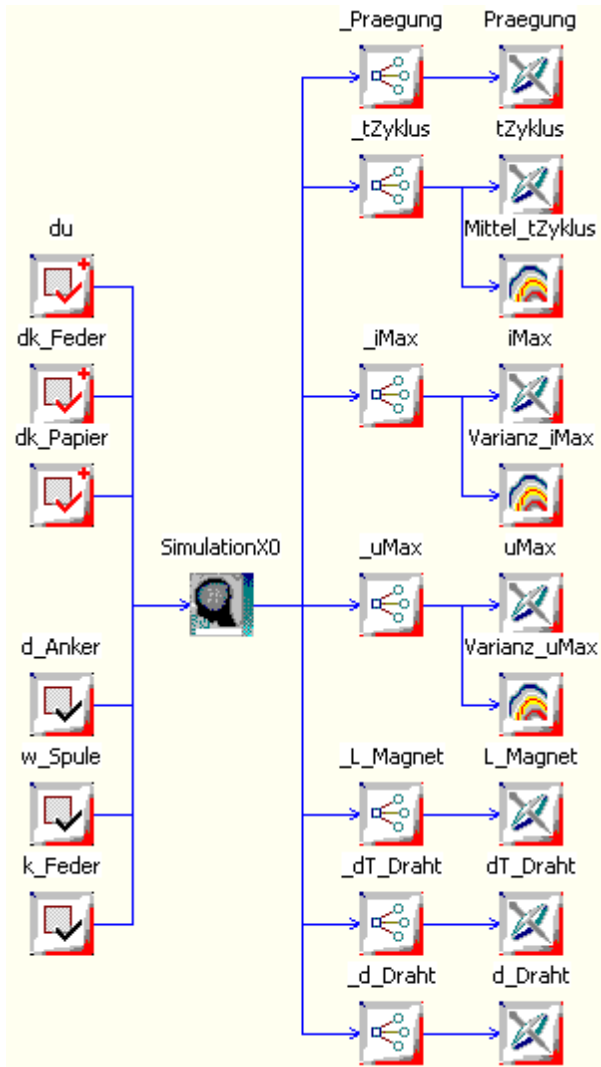 _Praegung Praegung
_tZyklus tZyklus
du
Mittel_tZyklus
dk_Feder
_iMax iMax
dk_Papier
Varianz_iMax
SimulationX0
_uMax uMax
d_Anker
Varianz_uMax
w_Spule
_L_Magnet L_Magnet
k_Feder
_dT_Draht dT_Draht
_d_Draht d_Draht